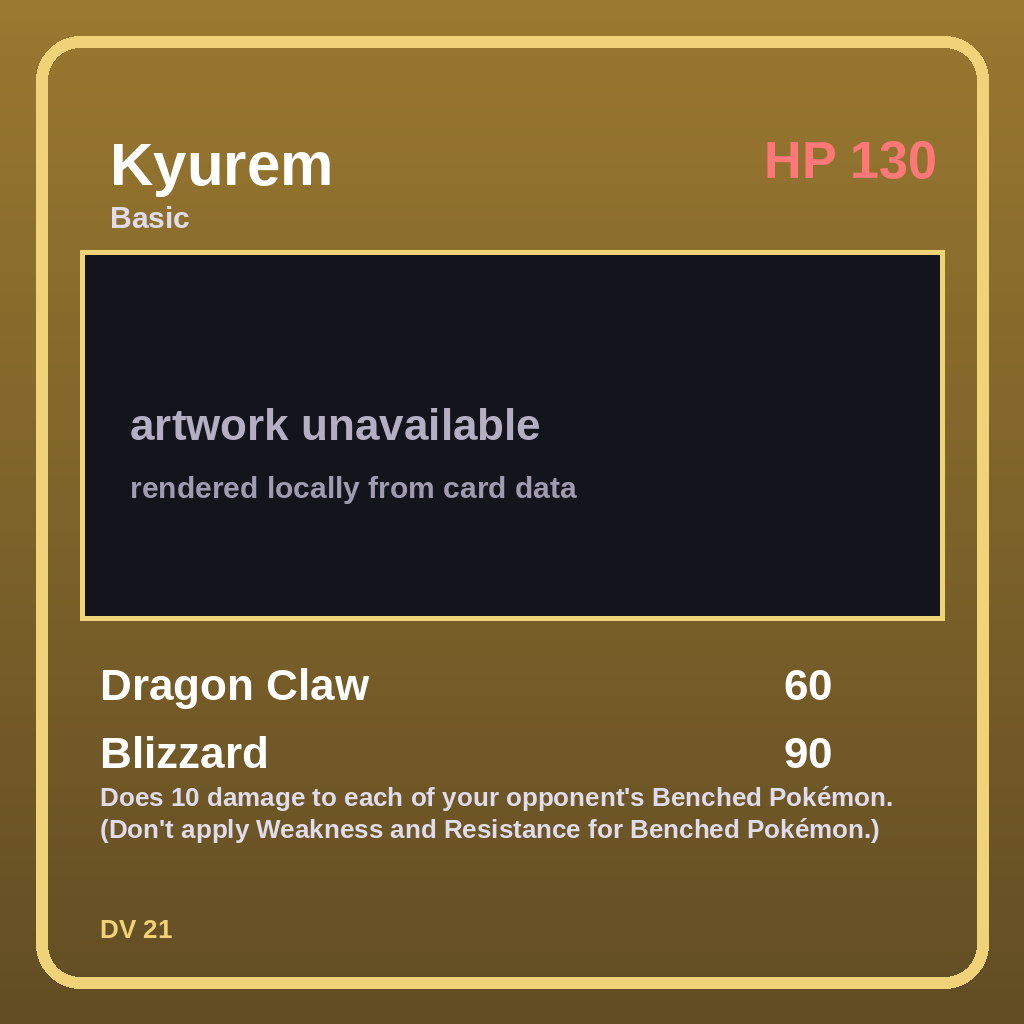 Kyurem
HP 130
Basic
artwork unavailable
rendered locally from card data
Dragon Claw 60
Blizzard 90
Does 10 damage to each of your opponent's Benched Pokémon.
(Don't apply Weakness and Resistance for Benched Pokémon.)
DV 21